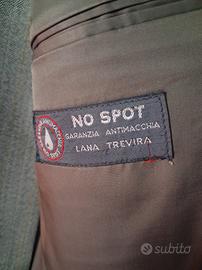 NO SPOT
GARANZIA ANTIMACCHIA
LANA TREVIRA
subito